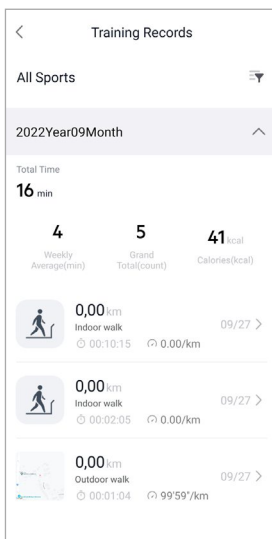 Training Records
All Sports
2022Year09Month
Total Time
16 min
4 5 41 kcal
Weekly Grand Calories(kcal)
Average(min) Total(count)
0,00 km
Indoor walk 09/27
00:10:15 0.00/km
0,00 km
Indoor walk 09/27
00:02:05 0.00/km
0,00 km
Outdoor walk 09/27
00:01:04 99'59"/km